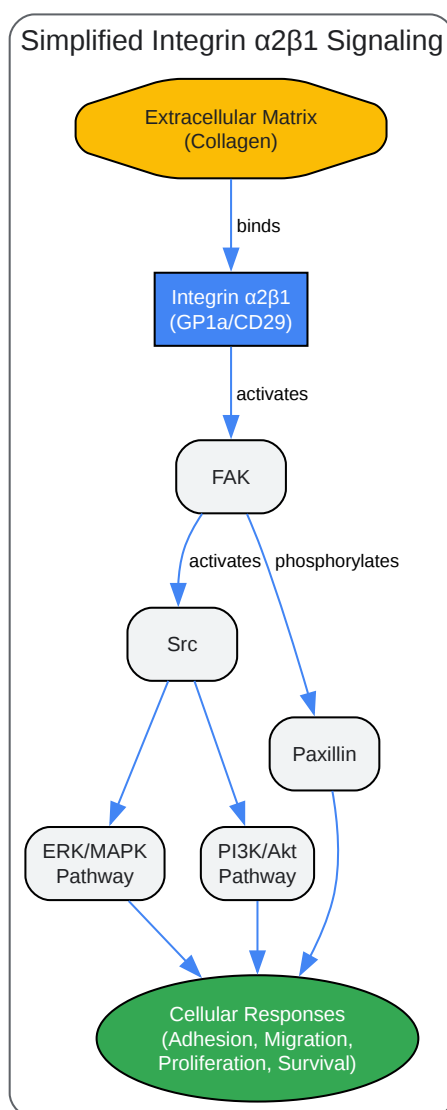 Simplified Integrin α2β1 Signaling
Extracellular Matrix
(Collagen)
binds
Integrin α2β1
(GP1a/CD29)
activates
FAK
activates
phosphorylates
Src
Paxillin
ERK/MAPK
Pathway
PI3K/Akt
Pathway
Cellular Responses
(Adhesion, Migration,
Proliferation, Survival)